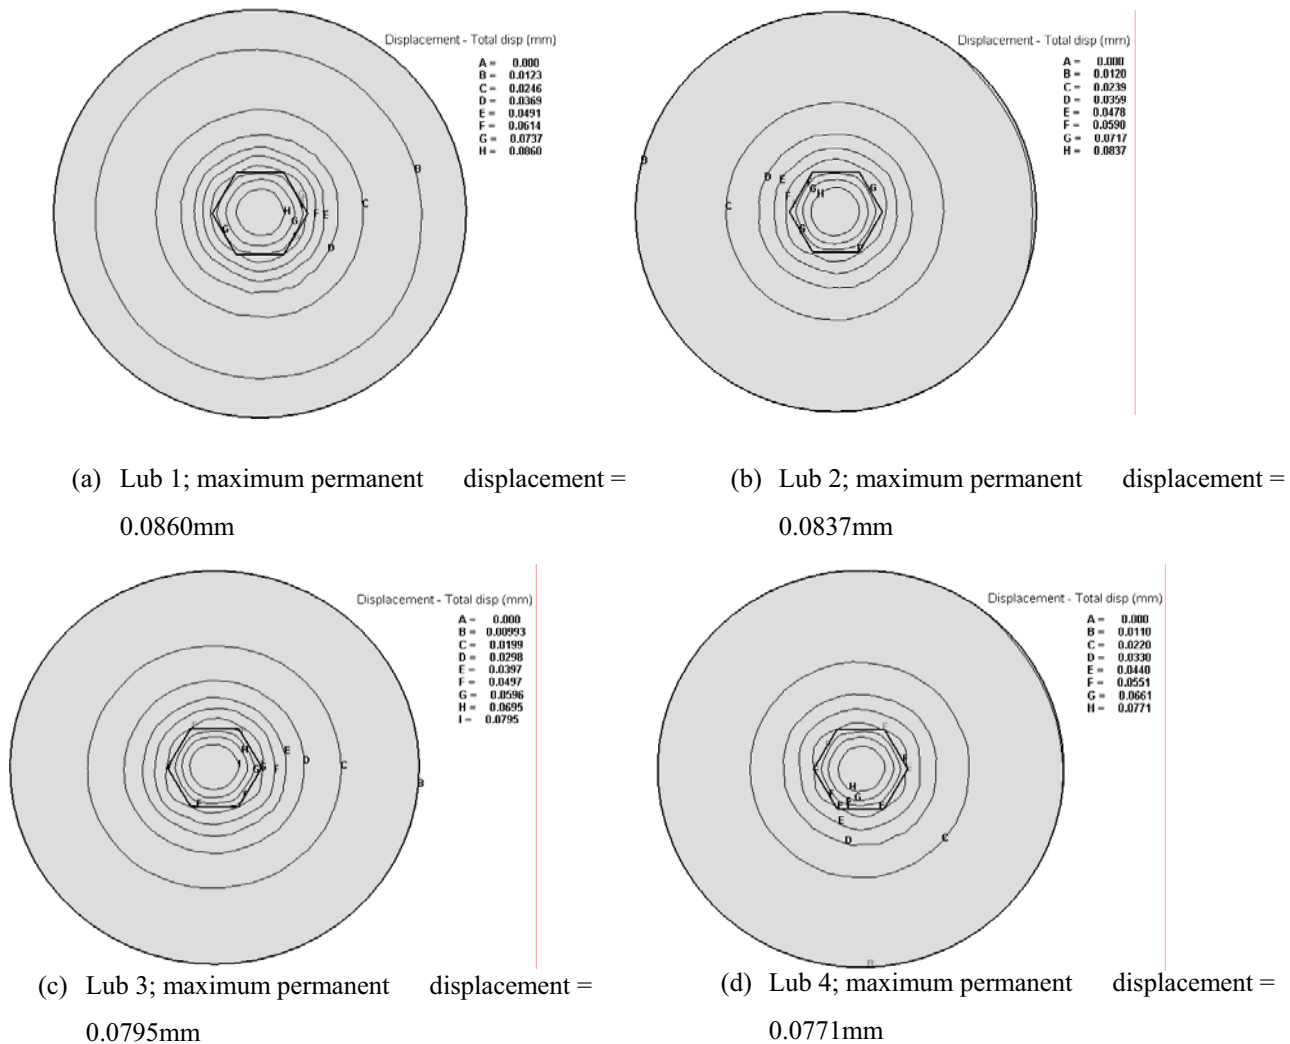 Displacement - Total disp (mm)
A = 0.000
B = 0.0123
C = 0.0246
D = 0.0369
E = 0.0491
F = 0.0614
G = 0.0737
H = 0.0860
B
C
H
F E
G
G
D
Displacement - Total disp (mm)
A = 0.000
B = 0.0120
C = 0.0239
D = 0.0359
E = 0.0478
F = 0.0598
G = 0.0717
H = 0.0837
B
D E
F G H
G
C
G
F
(a) Lub 1; maximum permanent displacement =
0.0860mm
(b) Lub 2; maximum permanent displacement =
0.0837mm
Displacement - Total disp (mm)
A = 0.000
B = 0.00993
C = 0.0199
D = 0.0298
E = 0.0397
F = 0.0497
G = 0.0596
H = 0.0695
I = 0.0795
H E
D
C
G G F
B
F
Displacement - Total disp (mm)
A = 0.000
B = 0.0110
C = 0.0220
D = 0.0330
E = 0.0440
F = 0.0551
G = 0.0661
H = 0.0771
F
H
G
F
E
D
C
(c) Lub 3; maximum permanent displacement =
0.0795mm
(d) Lub 4; maximum permanent displacement =
0.0771mm